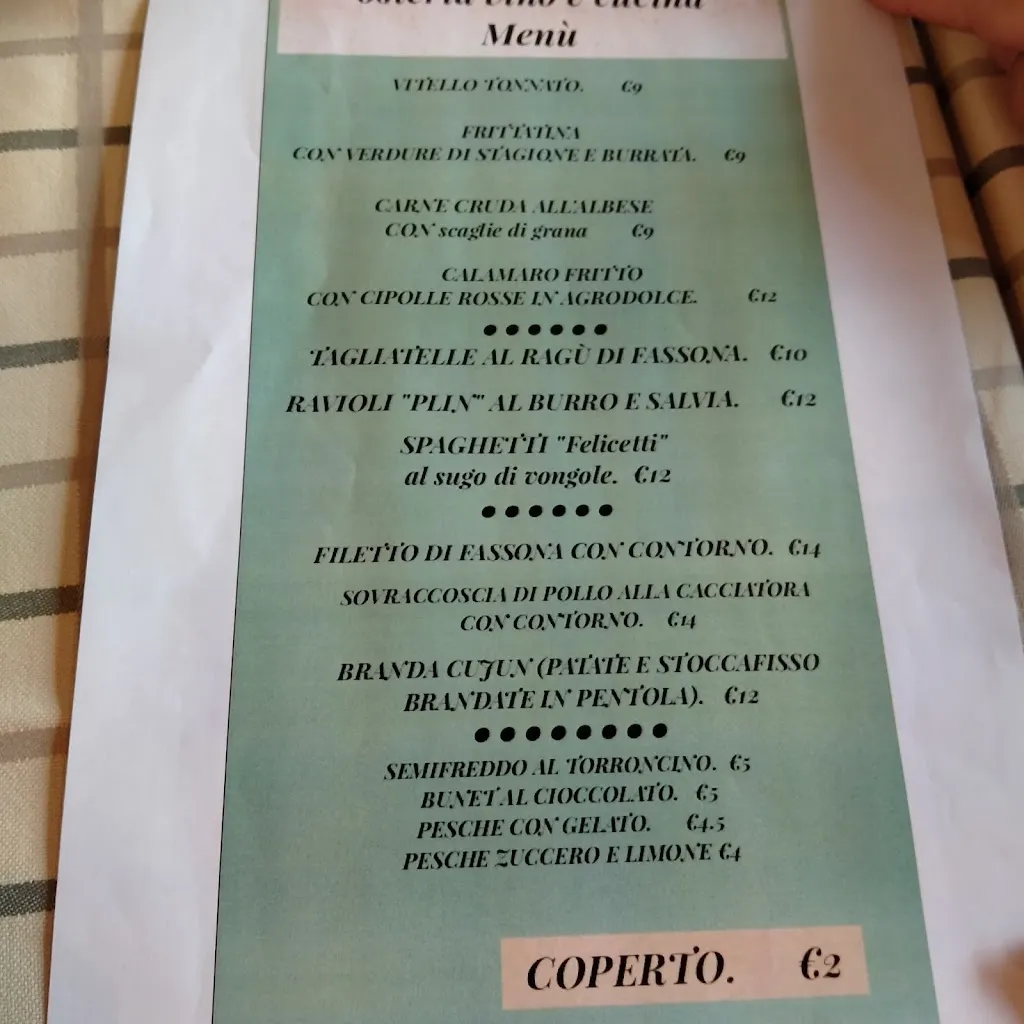 vino e cucina
Menù
VITELLO TONNATO. €9
FRITTATINA
CON VERDURE DI STAGIONE E BURRATA. €9
CARNE CRUDA ALL'ALBESE
CON scaglie di grana €9
CALAMARO FRITTO
CON CIPOLLE ROSSE IN AGRODOLCE. €12
TAGLIATELLE AL RAGÙ DI FASSONA. €10
RAVIOLI "PLIN" AL BURRO E SALVIA. €12
SPAGHETTI "Felicetti"
al sugo di vongole. €12
FILETTO DI FASSONA CON CONTORNO. €14
SOVRACCOSCIA DI POLLO ALLA CACCIATORA
CON CONTORNO. €14
BRANDA CUJUN (PATATE E STOCCAFISSO
BRANDATE IN PENTOLA). €12
SEMIFREDDO AL TORRONCINO. €5
BUNET AL CIOCCOLATO. €5
PESCHE CON GELATO. €4.5
PESCHE ZUCCERO E LIMONE €4
COPERTO. €2